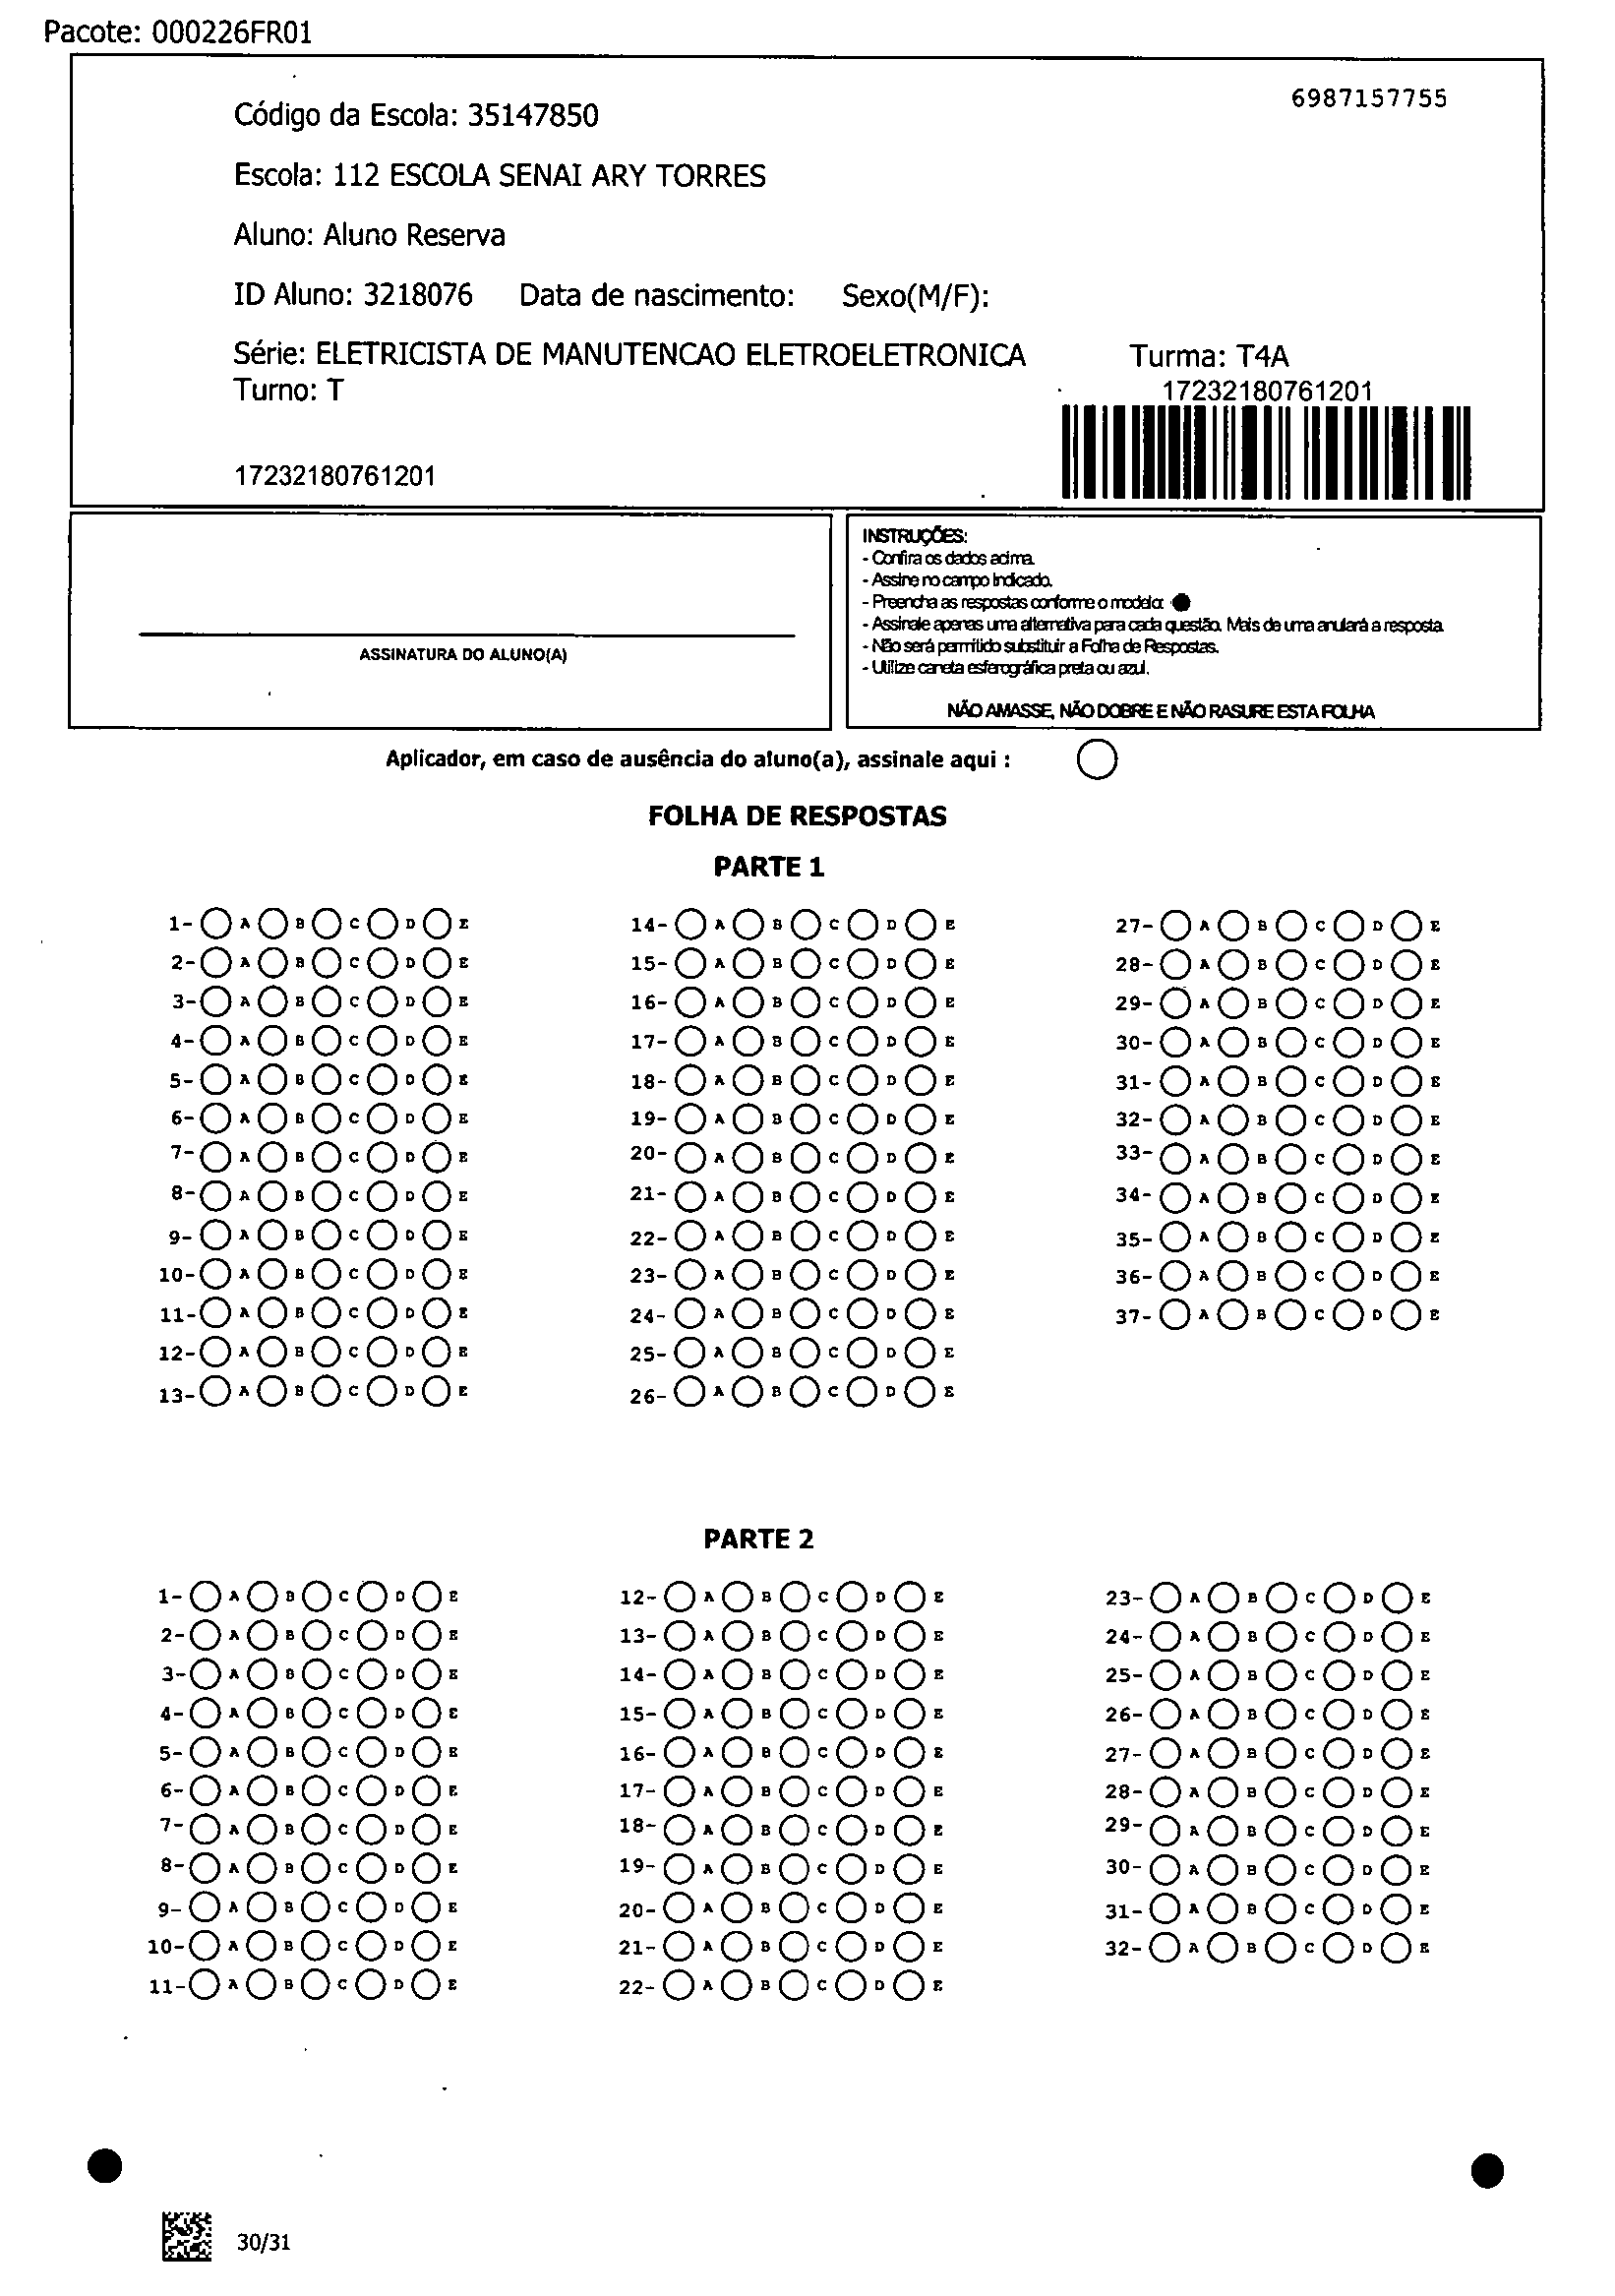 Pacote: 000226FR01
6987157755
Código da Escola: 35147850
Escola: 112 ESCOLA SENAI ARY TORRES
Aluno: Aluno Reserva
ID Aluno: 3218076 Data de nascimento: Sexo(M/F):
Série: ELETRICISTA DE MANUTENCAO ELETROELETRONICA Turma: T4A
Turno: T 17232180761201
17232180761201
ASSINATURA DO ALUNO(A)
INSTRUÇÕES:
- Confira os dados acima.
- Assine no campo indicado.
- Preencha as respostas conforme o modelo:
- Assinale apenas uma alternativa para cada questão. Mais de uma anulará a resposta.
- Não será permitido substituir a Folha de Respostas.
- Utilize caneta esferográfica preta ou azul.
NÃO AMASSE, NÃO DOBRE E NÃO RASURE ESTA FOLHA
Aplicador, em caso de ausência do aluno(a), assinale aqui :
FOLHA DE RESPOSTAS
PARTE 1
1- A B C D E 14- A B C D E 27- A B C D E
2- A B C D E 15- A B C D E 28- A B C D E
3- A B C D E 16- A B C D E 29- A B C D E
4- A B C D E 17- A B C D E 30- A B C D E
5- A B C D E 18- A B C D E 31- A B C D E
6- A B C D E 19- A B C D E 32- A B C D E
7- A B C D E 20- A B C D E 33- A B C D E
8- A B C D E 21- A B C D E 34- A B C D E
9- A B C D E 22- A B C D E 35- A B C D E
10- A B C D E 23- A B C D E 36- A B C D E
11- A B C D E 24- A B C D E 37- A B C D E
12- A B C D E 25- A B C D E
13- A B C D E 26- A B C D E
PARTE 2
1- A B C D E 12- A B C D E 23- A B C D E
2- A B C D E 13- A B C D E 24- A B C D E
3- A B C D E 14- A B C D E 25- A B C D E
4- A B C D E 15- A B C D E 26- A B C D E
5- A B C D E 16- A B C D E 27- A B C D E
6- A B C D E 17- A B C D E 28- A B C D E
7- A B C D E 18- A B C D E 29- A B C D E
8- A B C D E 19- A B C D E 30- A B C D E
9- A B C D E 20- A B C D E 31- A B C D E
10- A B C D E 21- A B C D E 32- A B C D E
11- A B C D E 22- A B C D E
30/31